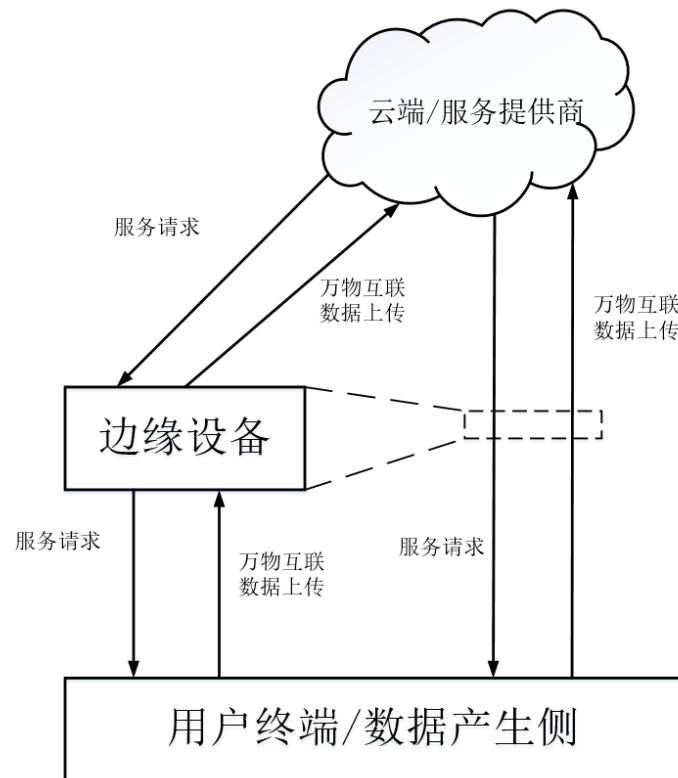 云端/服务提供商
服务请求
万物互联
数据上传
万物互联
数据上传
边缘设备
服务请求
万物互联
数据上传
服务请求
用户终端/数据产生侧